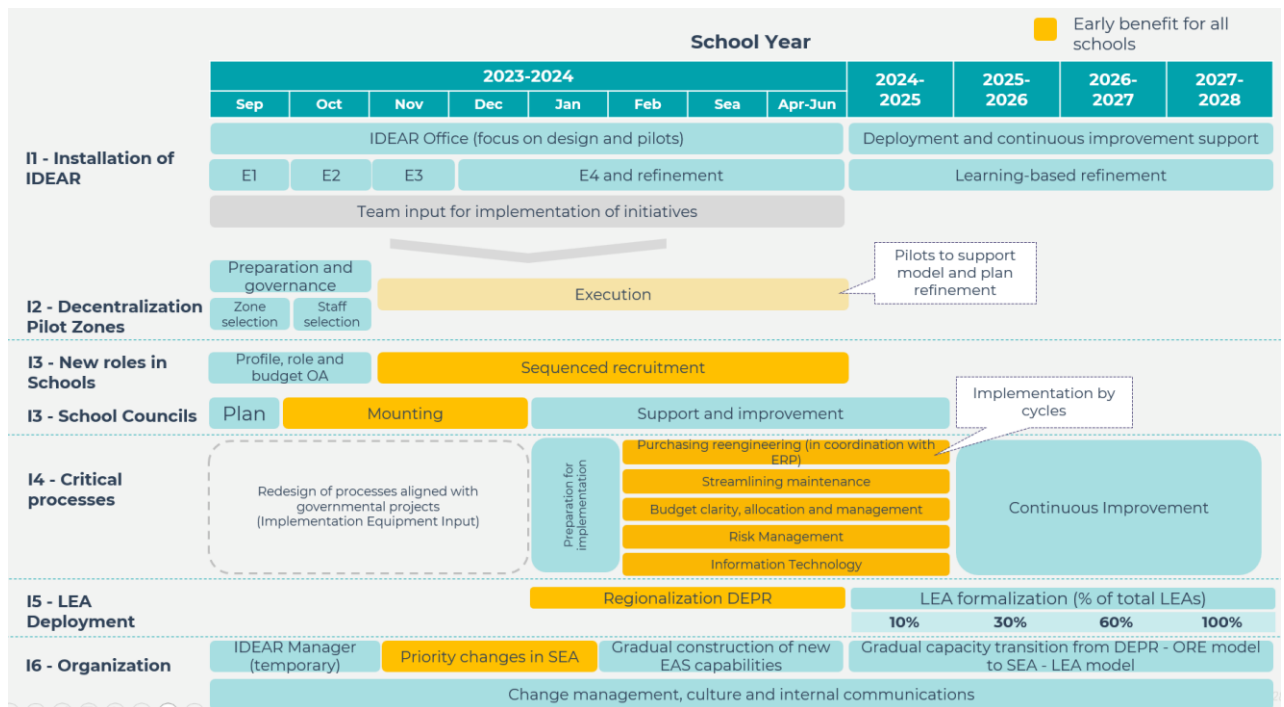 Early benefit for all
schools
School Year
2023-2024
2024-
2025
2025-
2026
2026-
2027
2027-
2028
Sep Oct Nov Dec Jan Feb Sea Apr-Jun
I1 - Installation of
IDEAR
IDEAR Office (focus on design and pilots)
Deployment and continuous improvement support
E1 E2 E3 E4 and refinement
Learning-based refinement
Team input for implementation of initiatives
I2 - Decentralization
Pilot Zones
Preparation and
governance
Zone
selection
Staff
selection
Execution
Pilots to support
model and plan
refinement
I3 - New roles in
Schools
Profile, role and
budget OA
Sequenced recruitment
I3 - School Councils
Plan
Mounting
Support and improvement
Implementation by
cycles
I4 - Critical
processes
Redesign of processes aligned with
governmental projects
(Implementation Equipment Input)
Preparation for
implementation
Purchasing reengineering (in coordination with
ERP)
Streamlining maintenance
Budget clarity, allocation and management
Risk Management
Information Technology
Continuous Improvement
I5 - LEA
Deployment
Regionalization DEPR
LEA formalization (% of total LEAs)
10% 30% 60% 100%
I6 - Organization
IDEAR Manager
(temporary)
Priority changes in SEA
Gradual construction of new
EAS capabilities
Gradual capacity transition from DEPR - ORE model
to SEA - LEA model
Change management, culture and internal communications